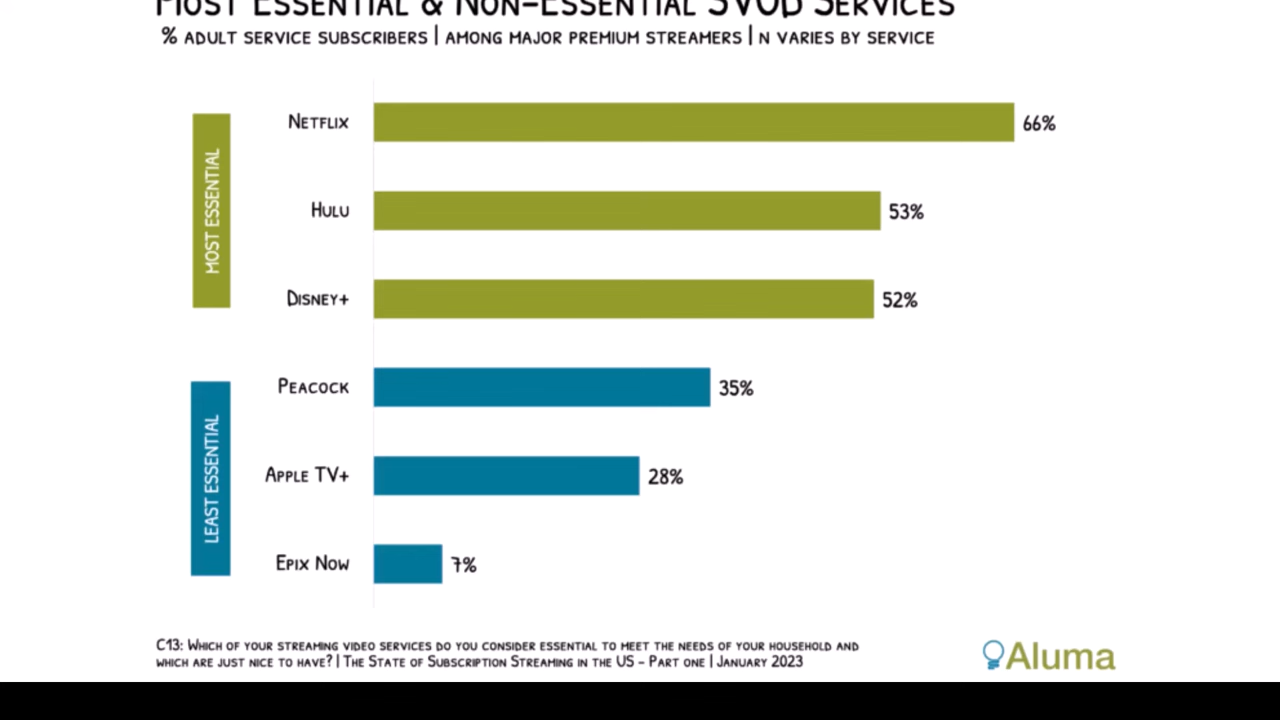 Most Essential & Non-Essential SVOD Services
% adult service subscribers | among major premium streamers | n varies by service
MOST ESSENTIAL
Netflix
66%
Hulu
53%
Disney+
52%
LEAST ESSENTIAL
Peacock
35%
Apple TV+
28%
Epix Now
7%
C13: Which of your streaming video services do you consider essential to meet the needs of your household and
which are just nice to have? | The State of Subscription Streaming in the US - Part one | January 2023
Aluma